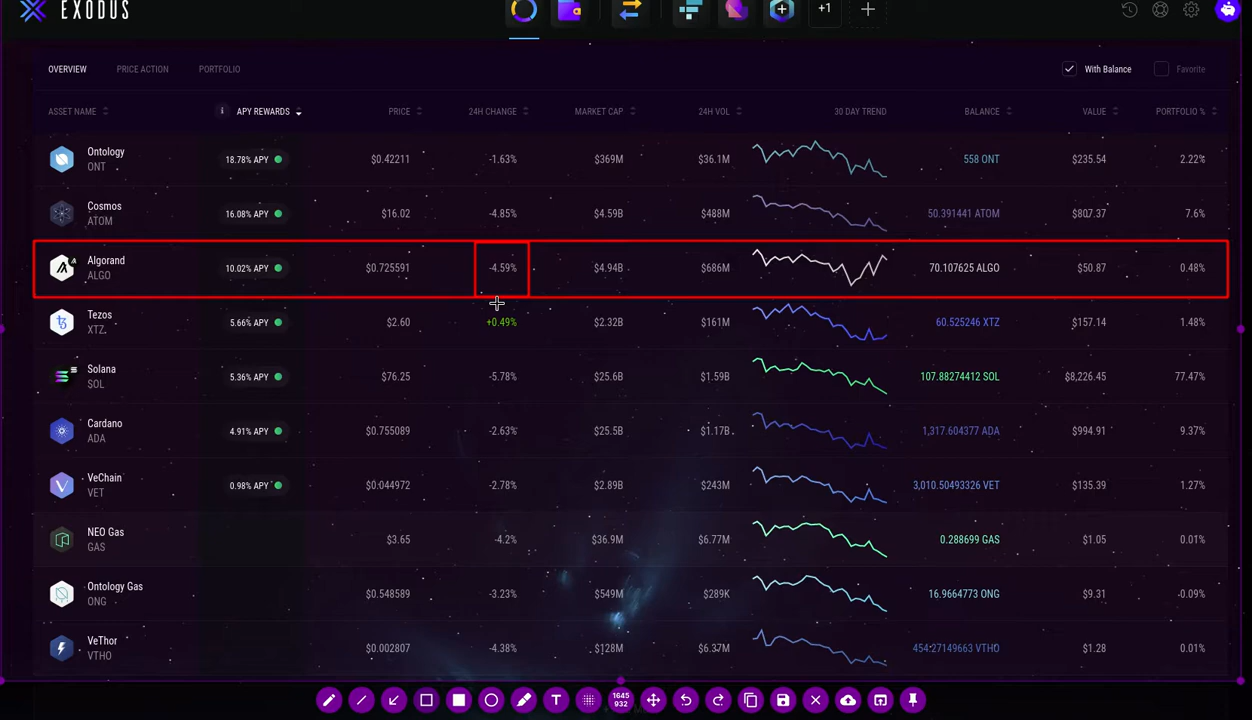 EXODUS
+1
OVERVIEW PRICE ACTION PORTFOLIO With Balance Favorite
ASSET NAME i APY REWARDS PRICE 24H CHANGE MARKET CAP 24H VOL 30 DAY TREND BALANCE VALUE PORTFOLIO %
Ontology
ONT
18.78% APY $0.42211 -1.63% $369M $36.1M 558 ONT $235.54 2.22%
Cosmos
ATOM
16.08% APY $16.02 -4.85% $4.59B $488M 50.391441 ATOM $807.37 7.6%
Algorand
ALGO
10.02% APY $0.725591 -4.59% $4.94B $686M 70.107625 ALGO $50.87 0.48%
Tezos
XTZ
5.66% APY $2.60 +0.49% $2.32B $161M 60.525246 XTZ $157.14 1.48%
Solana
SOL
5.36% APY $76.25 -5.78% $25.6B $1.59B 107.88274412 SOL $8,226.45 77.47%
Cardano
ADA
4.91% APY $0.755089 -2.63% $25.5B $1.17B 1,317.604377 ADA $994.91 9.37%
VeChain
VET
0.98% APY $0.044972 -2.78% $2.89B $243M 3,010.50493326 VET $135.39 1.27%
NEO Gas
GAS
$3.65 -4.2% $36.9M $6.77M 0.288699 GAS $1.05 0.01%
Ontology Gas
ONG
$0.548589 -3.23% $549M $289K 16.9664773 ONG $9.31 -0.09%
VeThor
VTHO
$0.002807 -4.38% $128M $6.37M 454.27149663 VTHO $1.28 0.01%
T 1645
932